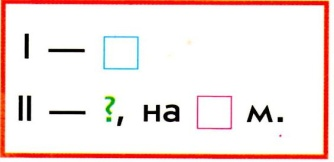 I — □
II — ?, на □ м.